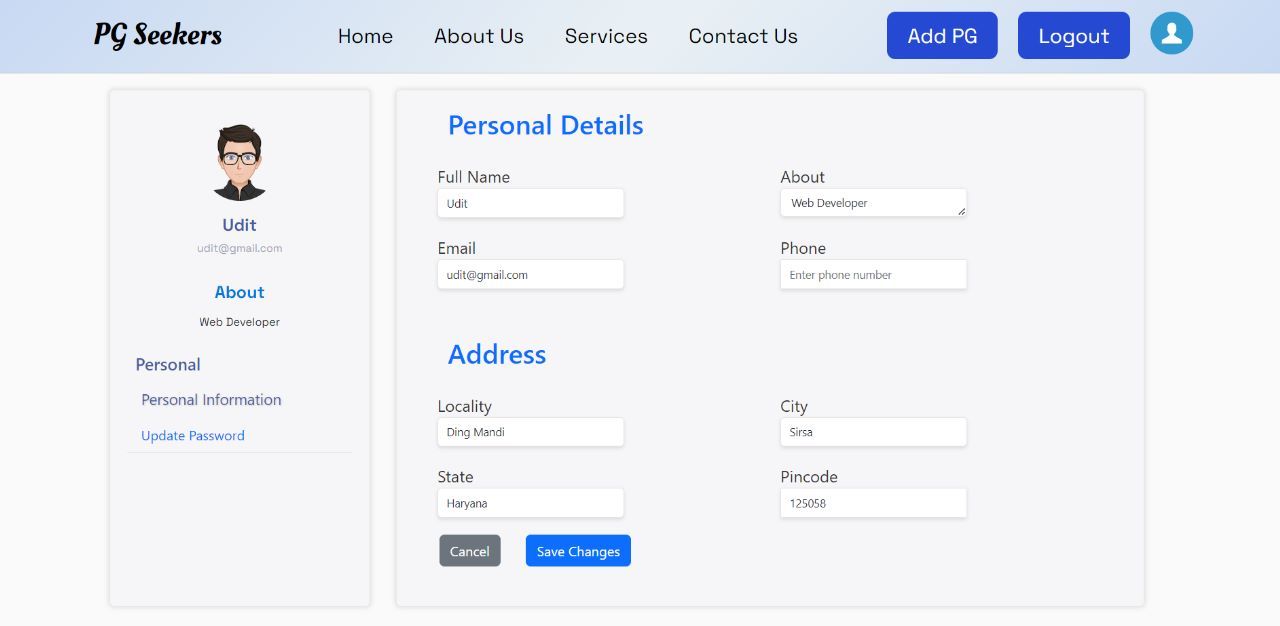 PG Seekers Home About Us Services Contact Us Add PG Logout
Udit
udit@gmail.com
About
Web Developer
Personal
Personal Information
Update Password
Personal Details
Full Name About
Udit Web Developer
Email Phone
udit@gmail.com Enter phone number
Address
Locality City
Ding Mandi Sirsa
State Pincode
Haryana 125058
Cancel Save Changes